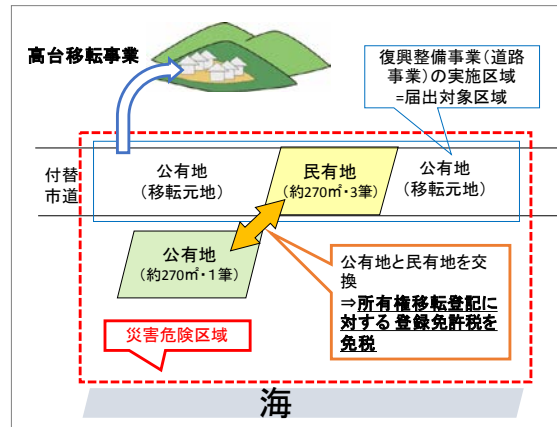 高台移転事業
復興整備事業(道路
事業)の実施区域
=届出対象区域
付替
市道
公有地
(移転元地)
民有地
(約270㎡・3筆)
公有地
(移転元地)
公有地
(約270㎡・1筆)
公有地と民有地を交
換
⇒所有権移転登記に
対する 登録免許税を
免税
災害危険区域
海